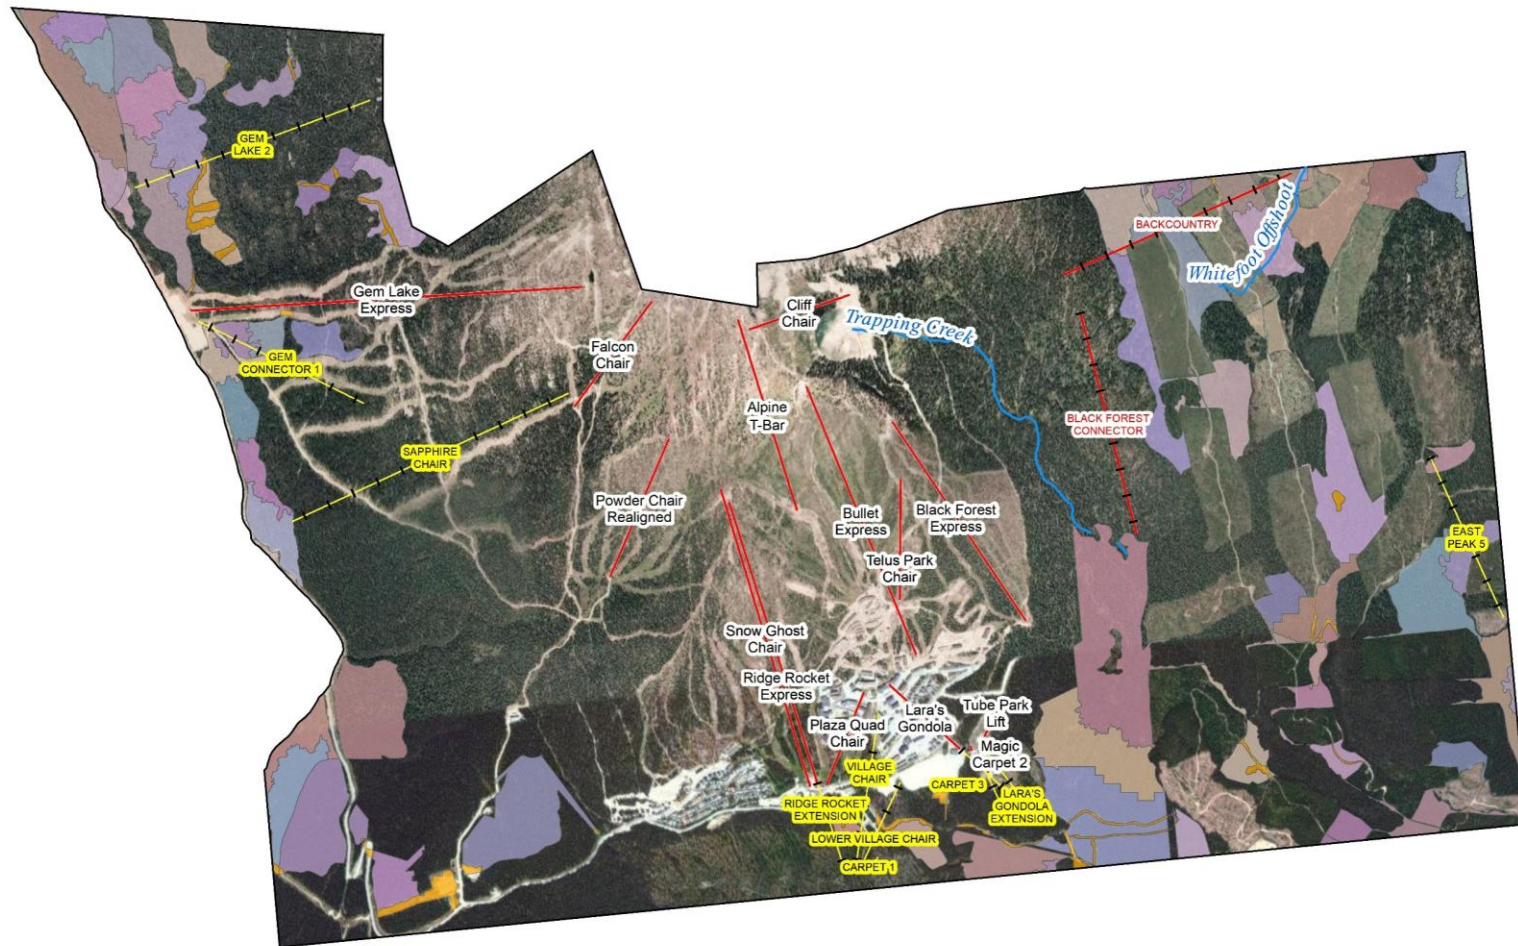 GEM
LAKE 2
BACKCOUNTRY
Whitefoot Offshoot
Gem Lake
Express
Cliff
Chair
Trapping Creek
GEM
CONNECTOR 1
Falcon
Chair
Alpine
T-Bar
BLACK FOREST
CONNECTOR
SAPPHIRE
CHAIR
Powder Chair
Realigned
Bullet
Express
Black Forest
Express
EAST
PEAK 5
Telus Park
Chair
Snow Ghost
Chair
Ridge Rocket
Express
Plaza Quad
Chair
Lara's
Gondola
Tube Park
Lift
Magic
Carpet 2
VILLAGE
CHAIR
CARPET 3
LARA'S
GONDOLA
EXTENSION
RIDGE ROCKET
EXTENSION
LOWER VILLAGE CHAIR
CARPET 1